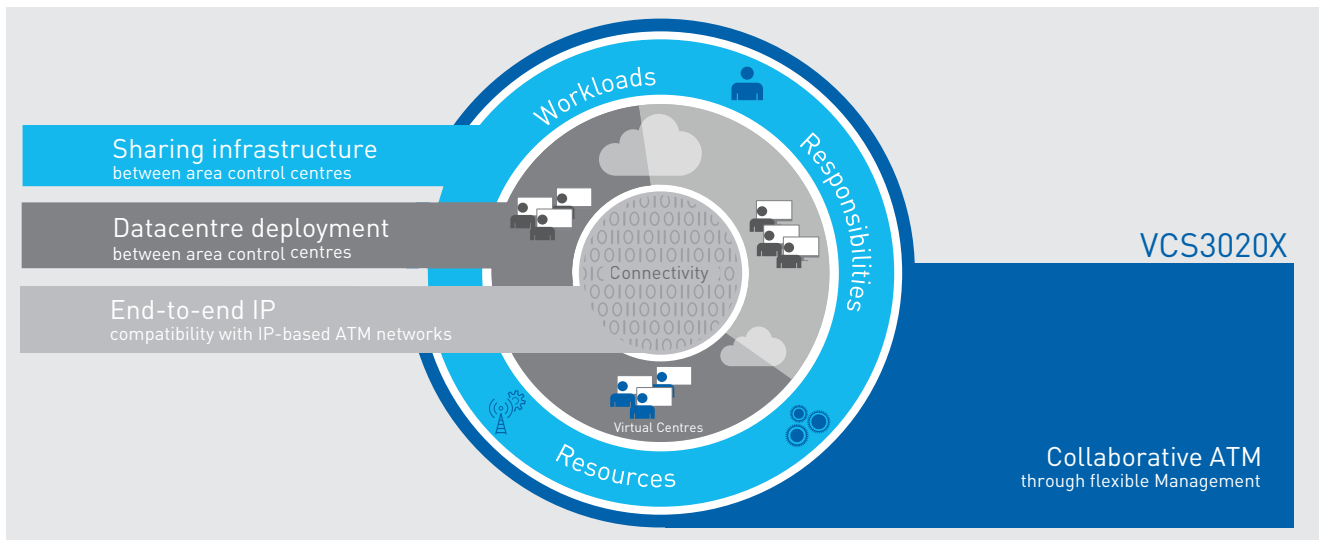 Workloads
Responsibilities
Resources
Sharing infrastructure
between area control centres
Datacentre deployment
between area control centres
End-to-end IP
compatibility with IP-based ATM networks
Connectivity
Virtual Centres
VCS3020X
Collaborative ATM
through flexible Management